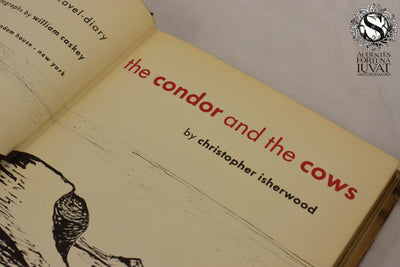 travel-diary
photographs by william caskey
random house · new york
the condor and the cows
by christopher isherwood
S
AUDENTES
FORTUNA
IUVAT